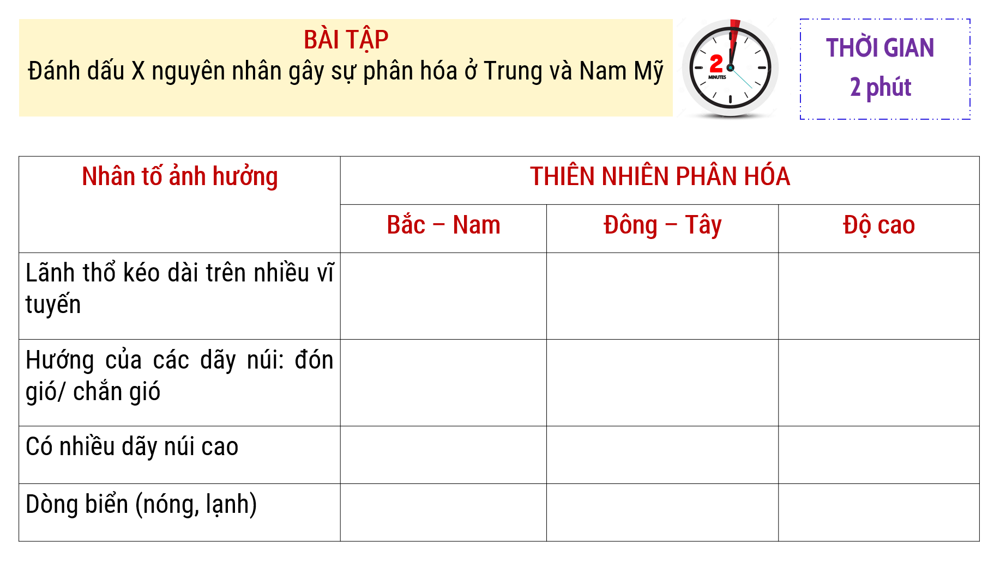 BÀI TẬP
Đánh dấu X nguyên nhân gây sự phân hóa ở Trung và Nam Mỹ
2
MINUTES
THỜI GIAN
2 phút
Nhân tố ảnh hưởng
THIÊN NHIÊN PHÂN HÓA
Bắc – Nam
Đông – Tây
Độ cao
Lãnh thổ kéo dài trên nhiều vĩ
tuyến
Hướng của các dãy núi: đón
gió/ chắn gió
Có nhiều dãy núi cao
Dòng biển (nóng, lạnh)